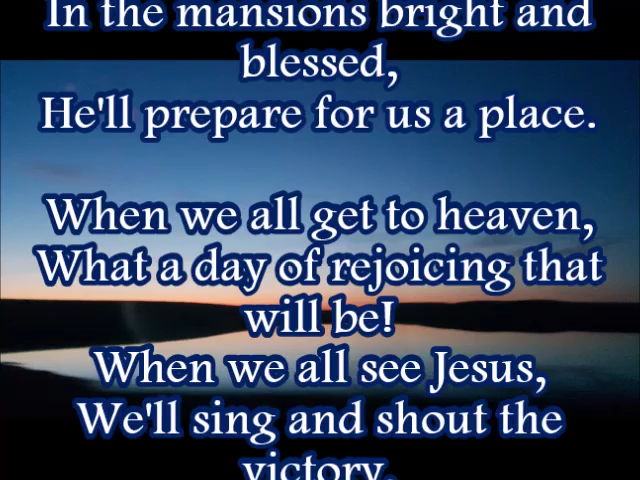 In the mansions bright and
blessed,
He'll prepare for us a place.
When we all get to heaven,
What a day of rejoicing that
will be!
When we all see Jesus,
We'll sing and shout the
victory.